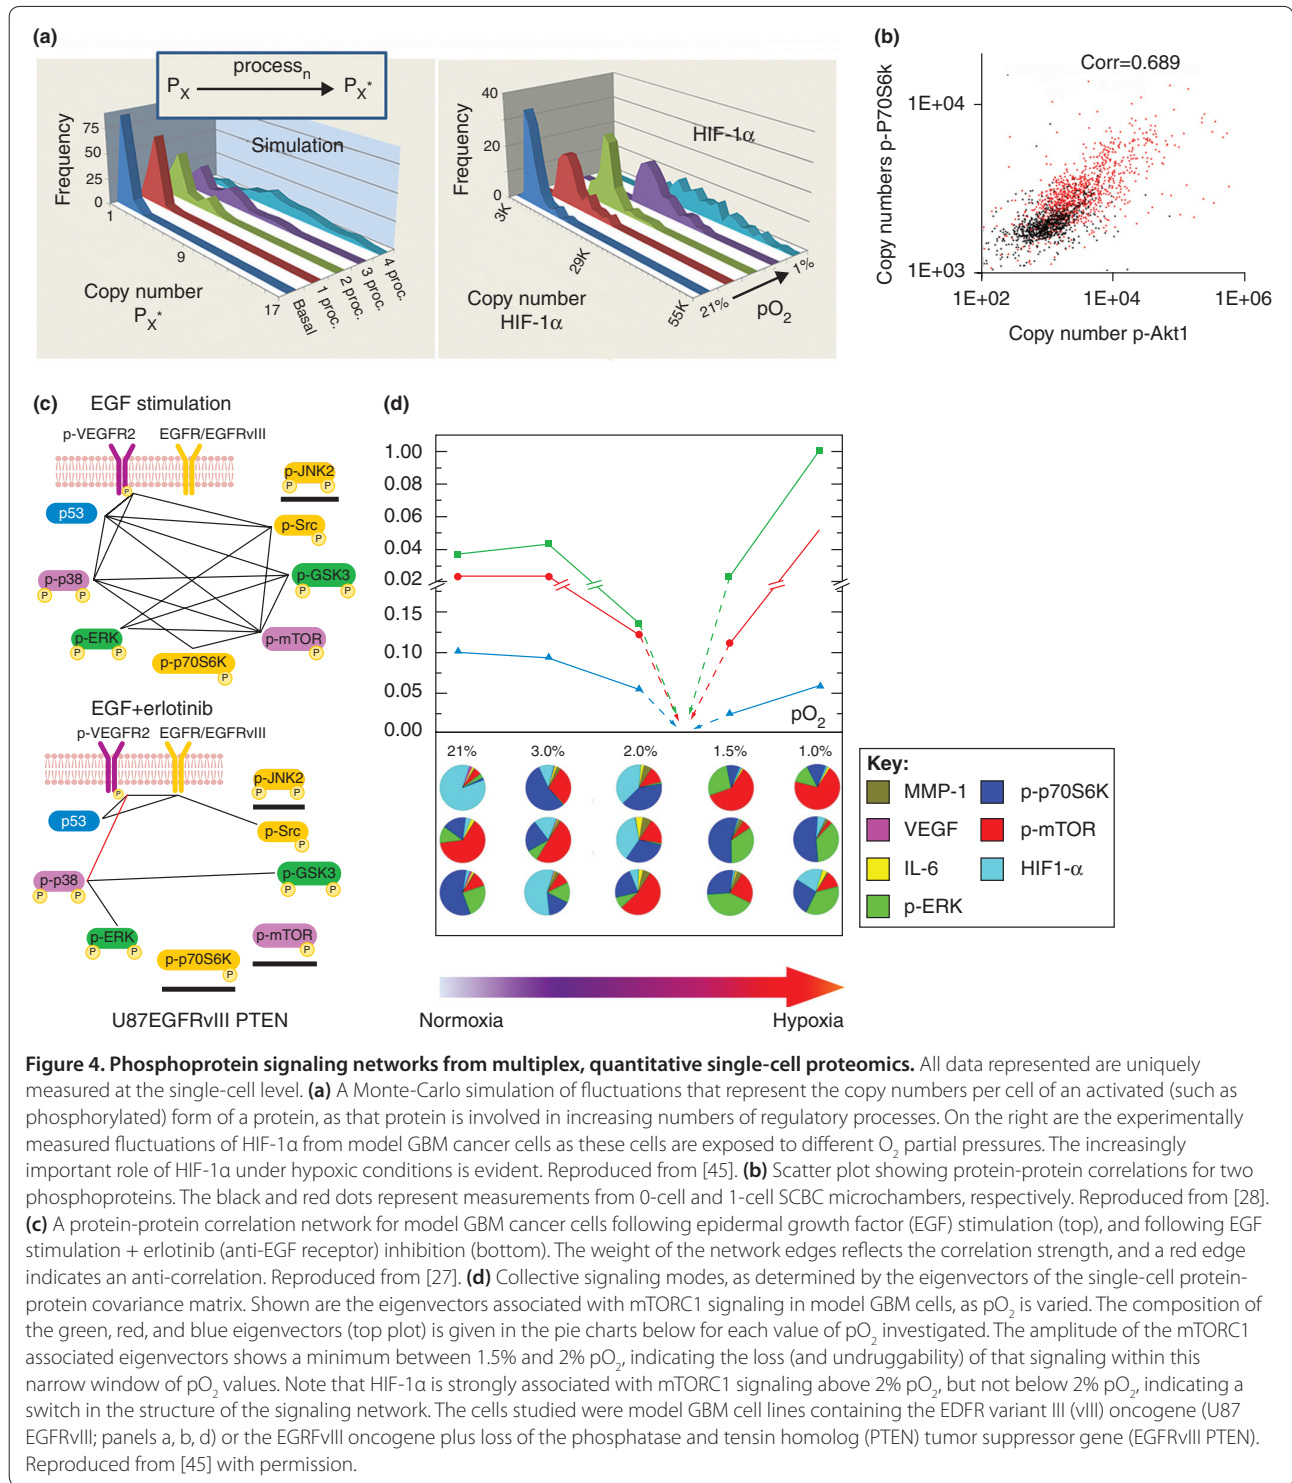 (a)
process_n
P_X P_X*
Frequency
75
50
25
0
Simulation
1
9
17
Copy number
P_X*
Basal
1 proc.
2 proc.
3 proc.
4 proc.
Frequency
40
20
0
HIF-1α
3K
29K
55K
Copy number
HIF-1α
21%
1%
pO₂
(b)
Corr=0.689
Copy numbers p-P70S6k
1E+04
1E+03
1E+02 1E+04 1E+06
Copy number p-Akt1
(c)
EGF stimulation
p-VEGFR2 EGFR/EGFRvIII
P
p-JNK2
P P
p53
p-Src
P
p-p38
P P
p-GSK3
P P
p-ERK
P P
p-mTOR
P
p-p70S6K
P
EGF+erlotinib
p-VEGFR2 EGFR/EGFRvIII
P
p-JNK2
P P
p53
p-Src
P
p-p38
P P
p-GSK3
P P
p-ERK
P P
p-mTOR
P
p-p70S6K
P
U87EGFRvIII PTEN
(d)
1.00
0.08
0.06
0.04
0.02
0.15
0.10
0.05
0.00
pO₂
21% 3.0% 2.0% 1.5% 1.0%
Normoxia Hypoxia
Key:
MMP-1 p-p70S6K
VEGF p-mTOR
IL-6 HIF1-α
p-ERK
Figure 4. Phosphoprotein signaling networks from multiplex, quantitative single-cell proteomics. All data represented are uniquely
measured at the single-cell level. (a) A Monte-Carlo simulation of fluctuations that represent the copy numbers per cell of an activated (such as
phosphorylated) form of a protein, as that protein is involved in increasing numbers of regulatory processes. On the right are the experimentally
measured fluctuations of HIF-1α from model GBM cancer cells as these cells are exposed to different O₂ partial pressures. The increasingly
important role of HIF-1α under hypoxic conditions is evident. Reproduced from [45]. (b) Scatter plot showing protein-protein correlations for two
phosphoproteins. The black and red dots represent measurements from 0-cell and 1-cell SCBC microchambers, respectively. Reproduced from [28].
(c) A protein-protein correlation network for model GBM cancer cells following epidermal growth factor (EGF) stimulation (top), and following EGF
stimulation + erlotinib (anti-EGF receptor) inhibition (bottom). The weight of the network edges reflects the correlation strength, and a red edge
indicates an anti-correlation. Reproduced from [27]. (d) Collective signaling modes, as determined by the eigenvectors of the single-cell protein-
protein covariance matrix. Shown are the eigenvectors associated with mTORC1 signaling in model GBM cells, as pO₂ is varied. The composition of
the green, red, and blue eigenvectors (top plot) is given in the pie charts below for each value of pO₂ investigated. The amplitude of the mTORC1
associated eigenvectors shows a minimum between 1.5% and 2% pO₂, indicating the loss (and undruggability) of that signaling within this
narrow window of pO₂ values. Note that HIF-1α is strongly associated with mTORC1 signaling above 2% pO₂, but not below 2% pO₂, indicating a
switch in the structure of the signaling network. The cells studied were model GBM cell lines containing the EDFR variant III (vIII) oncogene (U87
EGFRvIII; panels a, b, d) or the EGRFvIII oncogene plus loss of the phosphatase and tensin homolog (PTEN) tumor suppressor gene (EGFRvIII PTEN).
Reproduced from [45] with permission.